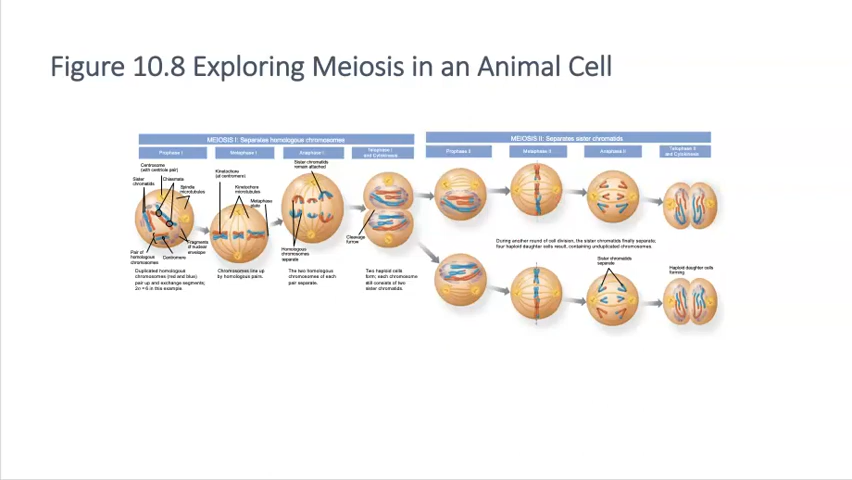 Figure 10.8 Exploring Meiosis in an Animal Cell
MEIOSIS I: Separates homologous chromosomes
MEIOSIS II: Separates sister chromatids
Prophase I
Metaphase I
Anaphase I
Telophase I
and Cytokinesis
Prophase II
Metaphase II
Anaphase II
Telophase II
and Cytokinesis
Centrosome
(with centriole pair)
Sister
chromatids
Chiasmata
Spindle
microtubules
Pair of
homologous
chromosomes
Centromere
Fragments
of nuclear
envelope
Duplicated homologous
chromosomes (red and blue)
pair up and exchange segments;
2n = 6 in this example.
Kinetochore
(at centromere)
Kinetochore
microtubules
Metaphase
plate
Chromosomes line up
by homologous pairs.
Sister chromatids
remain attached
Homologous
chromosomes
separate
The two homologous
chromosomes of each
pair separate.
Cleavage
furrow
Two haploid cells
form; each chromosome
still consists of two
sister chromatids.
During another round of cell division, the sister chromatids finally separate;
four haploid daughter cells result, containing unduplicated chromosomes.
Sister chromatids
separate
Haploid daughter cells
forming